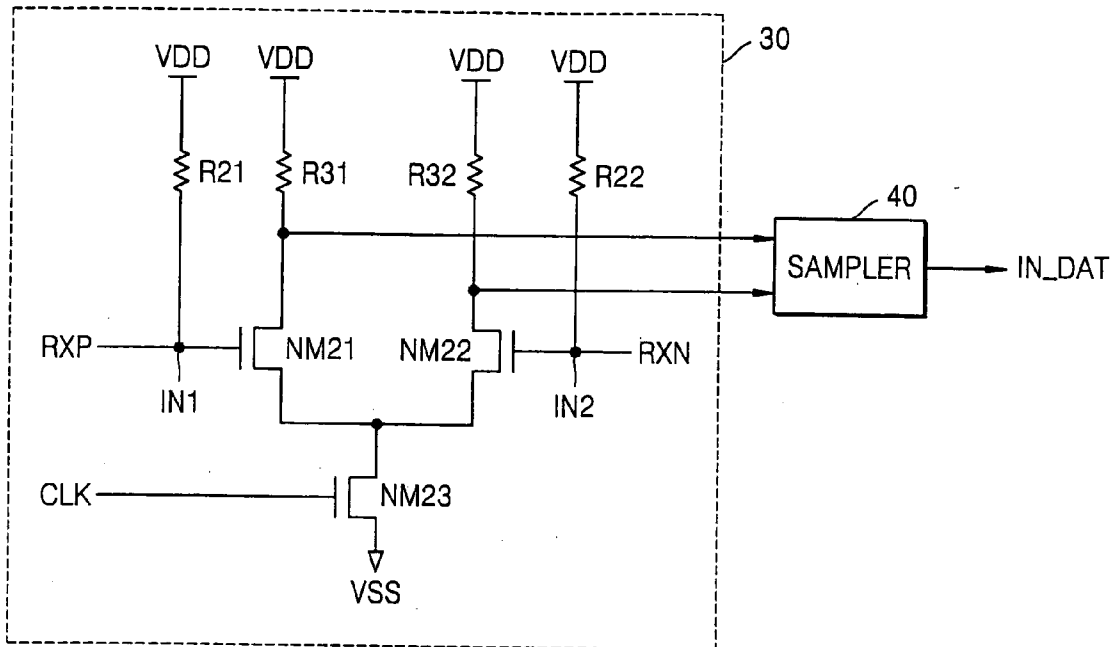 30
VDD VDD VDD VDD
R21 R31 R32 R22
40
SAMPLER
IN_DAT
RXP NM21 NM22 RXN
IN1 IN2
CLK NM23
VSS